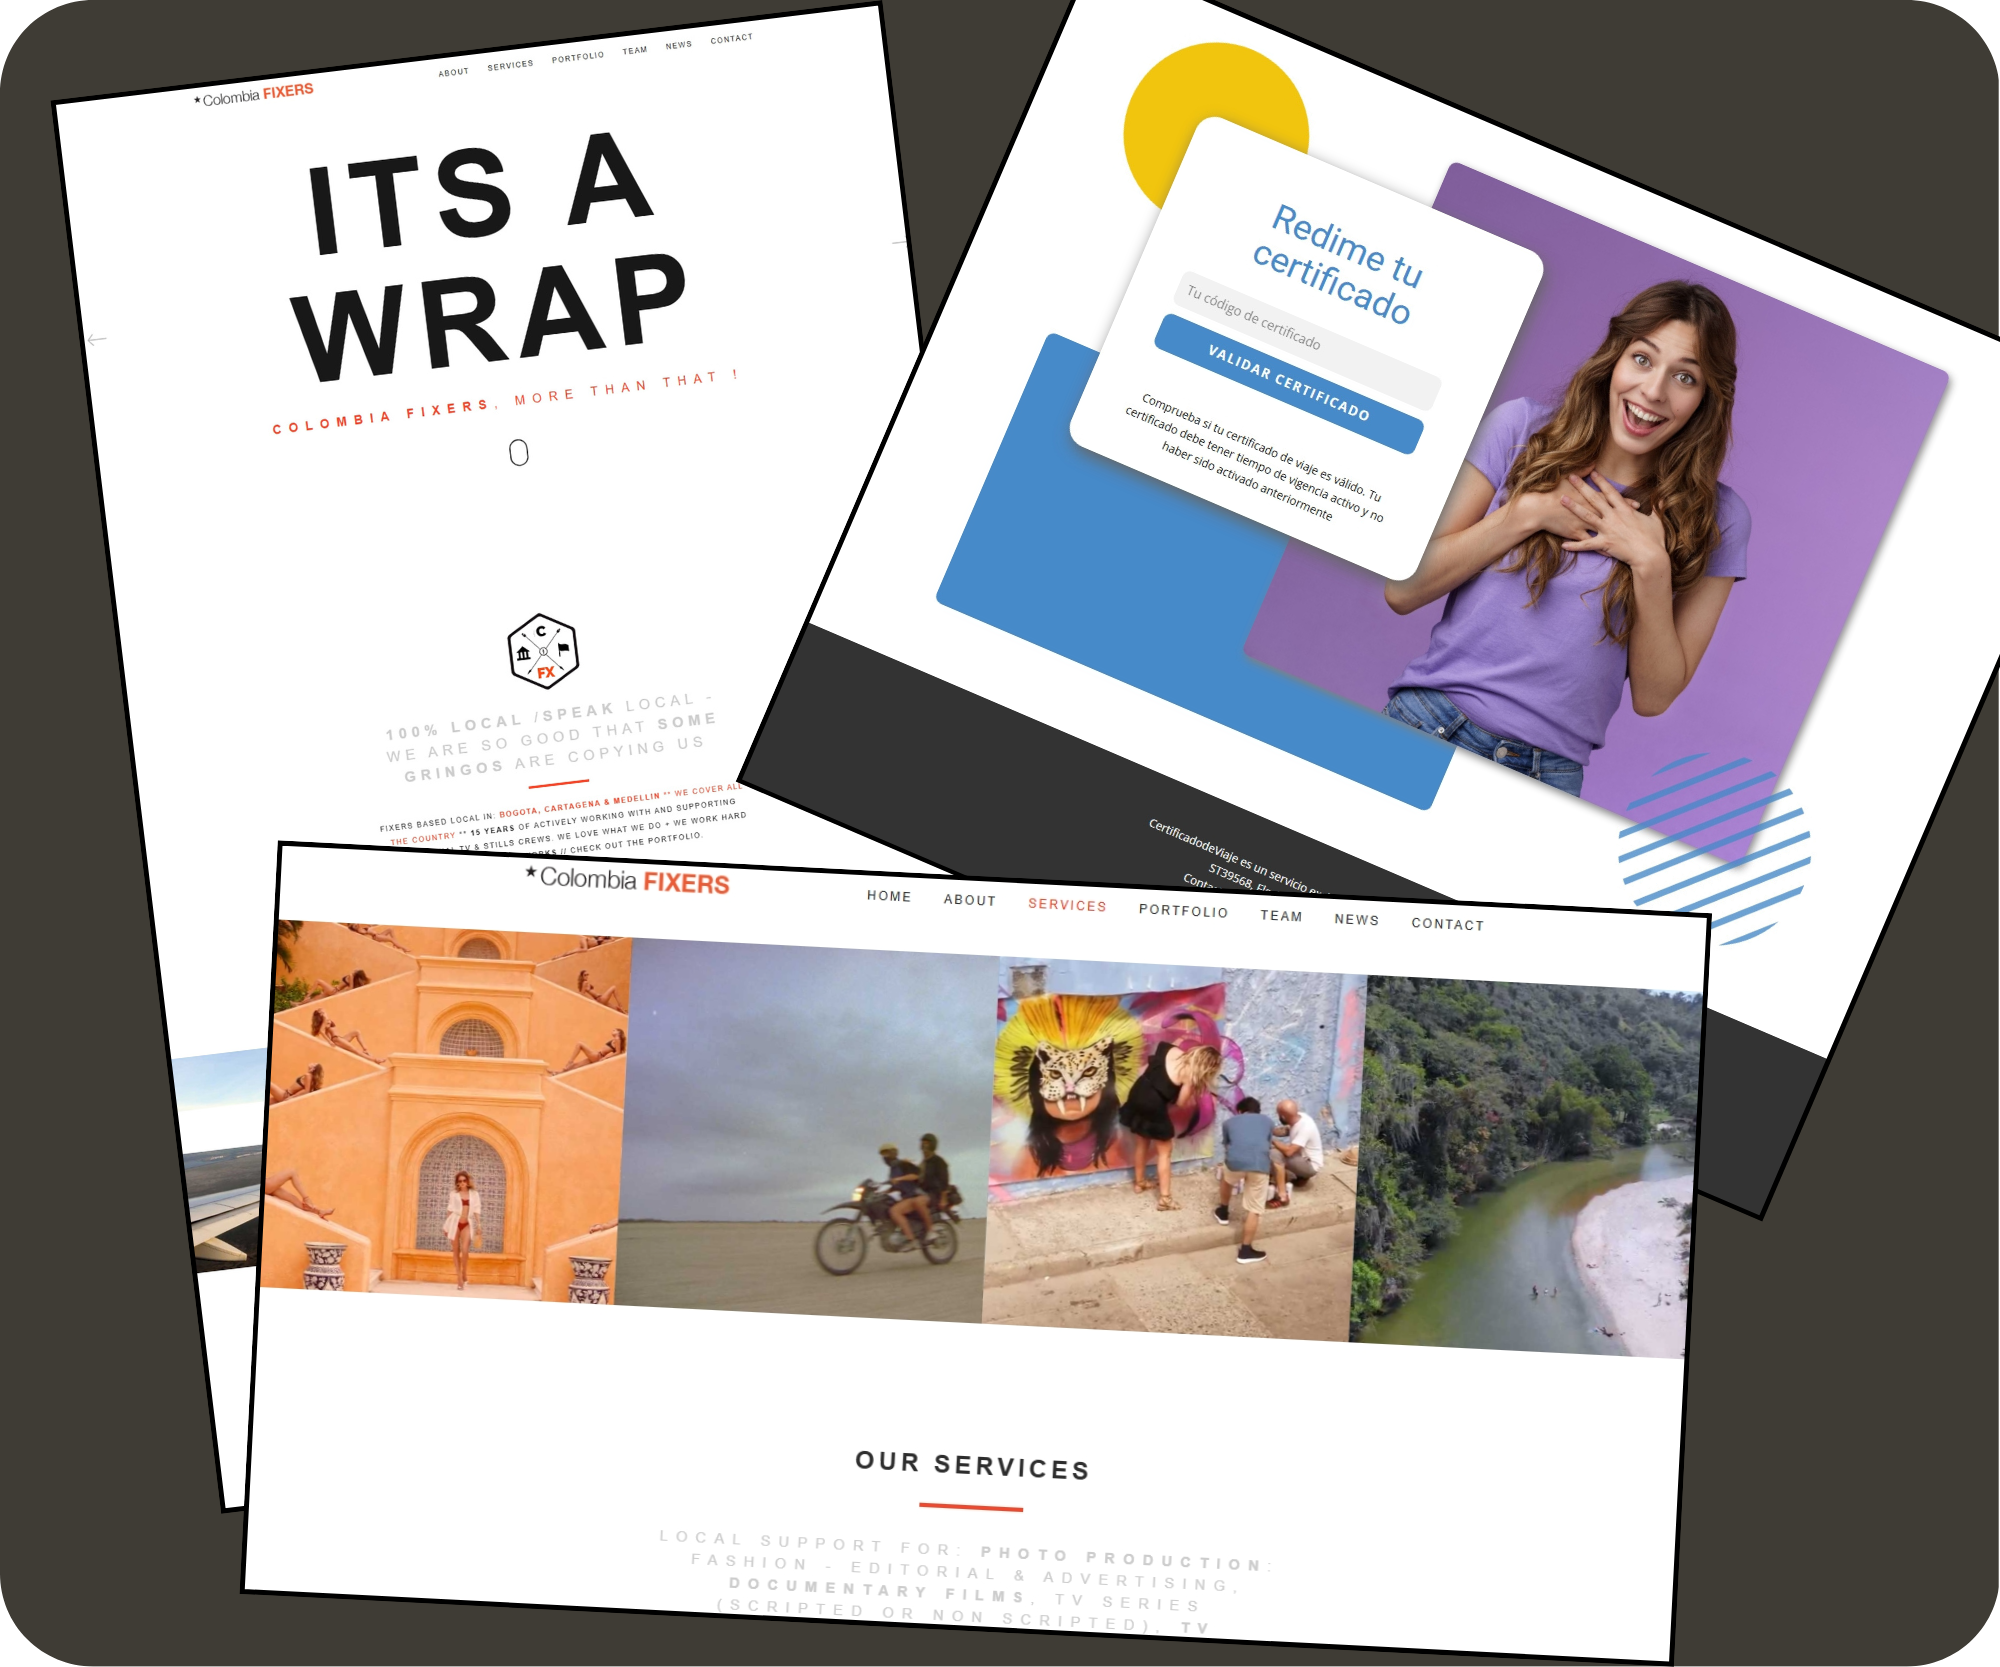 ABOUT SERVICES PORTFOLIO TEAM NEWS CONTACT
Colombia FIXERS
ITS A
WRAP
COLOMBIA FIXERS, MORE THAN THAT !
C
FX
100% LOCAL /SPEAK LOCAL -
WE ARE SO GOOD THAT SOME
GRINGOS ARE COPYING US
FIXERS BASED LOCAL IN: BOGOTA, CARTAGENA & MEDELLIN ** WE COVER ALL
THE COUNTRY ** 15 YEARS OF ACTIVELY WORKING WITH AND SUPPORTING
TV & STILLS CREWS. WE LOVE WHAT WE DO + WE WORK HARD
// CHECK OUT THE PORTFOLIO.
Redime tu
certificado
Tu código de certificado
VALIDAR CERTIFICADO
Comprueba si tu certificado de viaje es válido. Tu
certificado debe tener tiempo de vigencia activo y no
haber sido activado anteriormente
CertificadodeViaje es un servicio
ST39568,
Colombia FIXERS
HOME ABOUT SERVICES PORTFOLIO TEAM NEWS CONTACT
OUR SERVICES
LOCAL SUPPORT FOR: PHOTO PRODUCTION:
FASHION - EDITORIAL & ADVERTISING,
DOCUMENTARY FILMS, TV SERIES
(SCRIPTED OR NON SCRIPTED), TV